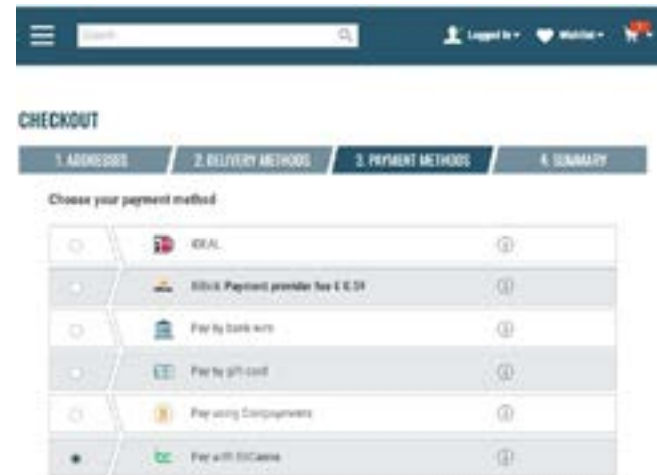 Search
Logged in
Wishlist
CHECKOUT
1. ADDRESSES
2. DELIVERY METHODS
3. PAYMENT METHODS
4. SUMMARY
Choose your payment method
iDEAL
Payment provider fee £ 0.59
Pay by bank wire
Pay by gift card
Pay using Coinpayments
Pay with